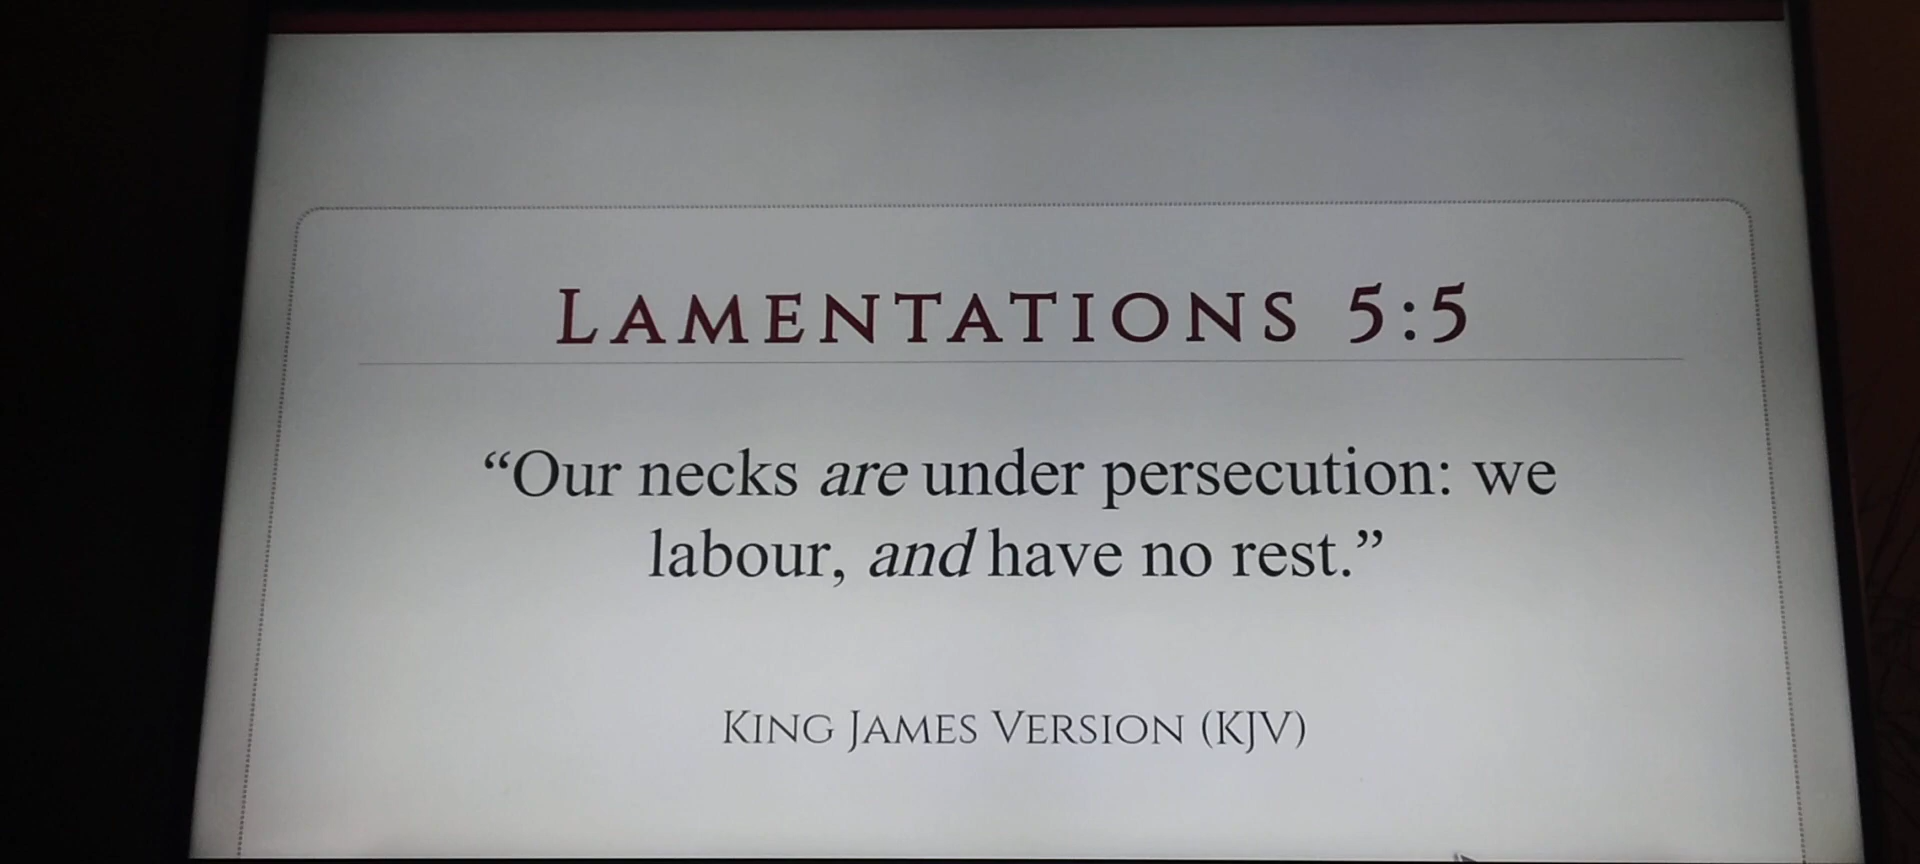 LAMENTATIONS 5:5
“Our necks are under persecution: we
labour, and have no rest.”
KING JAMES VERSION (KJV)